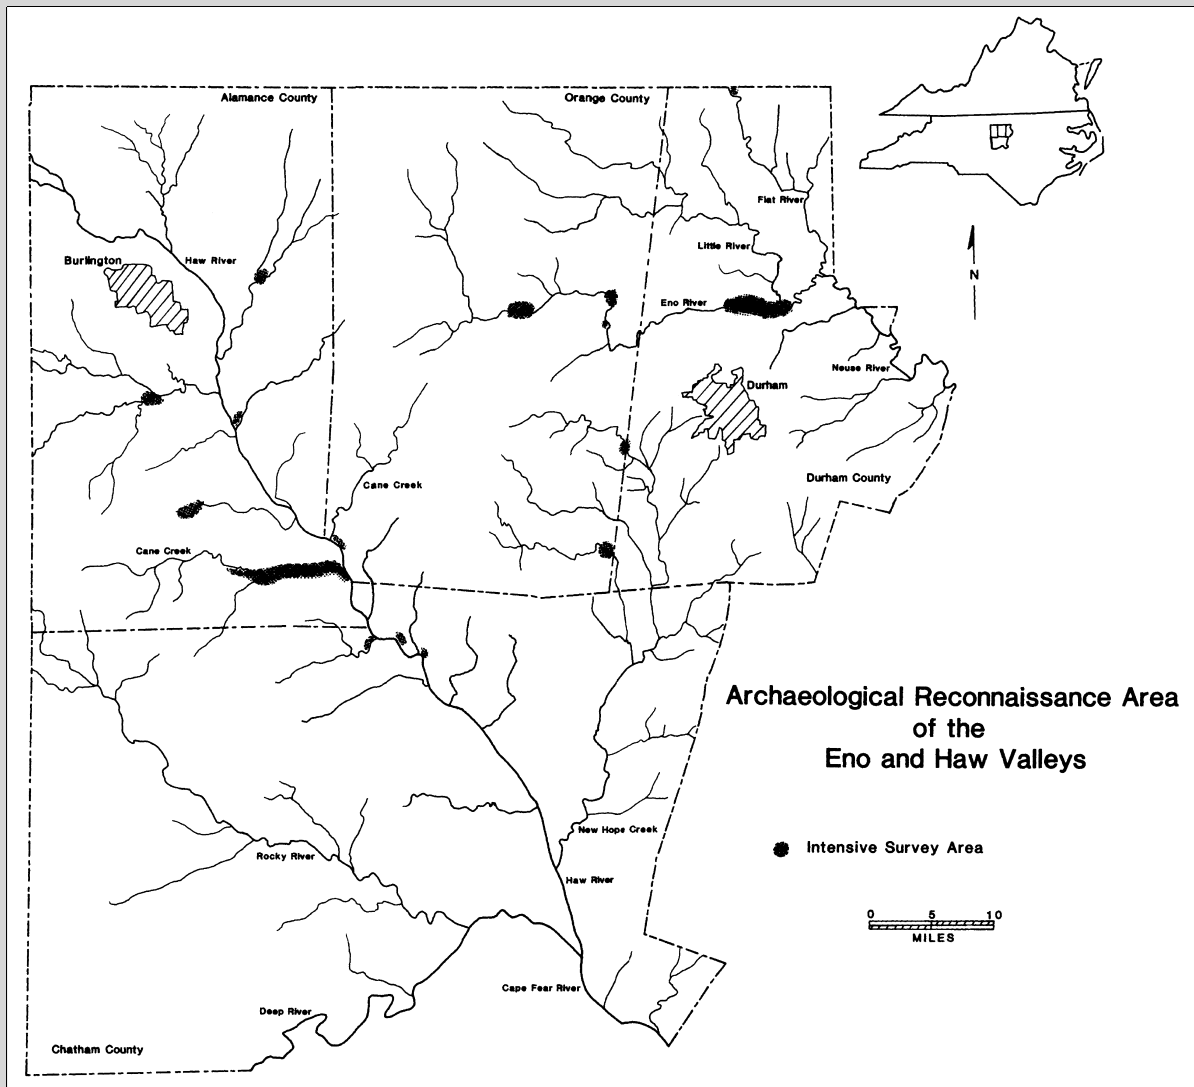 Alamance County
Orange County
Flat River
Little River
N
Burlington
Haw River
Eno River
Neuse River
Durham
Cane Creek
Durham County
Cane Creek
Archaeological Reconnaissance Area
of the
Eno and Haw Valleys
New Hope Creek
Intensive Survey Area
Rocky River
Haw River
0 5 10
MILES
Cape Fear River
Deep River
Chatham County